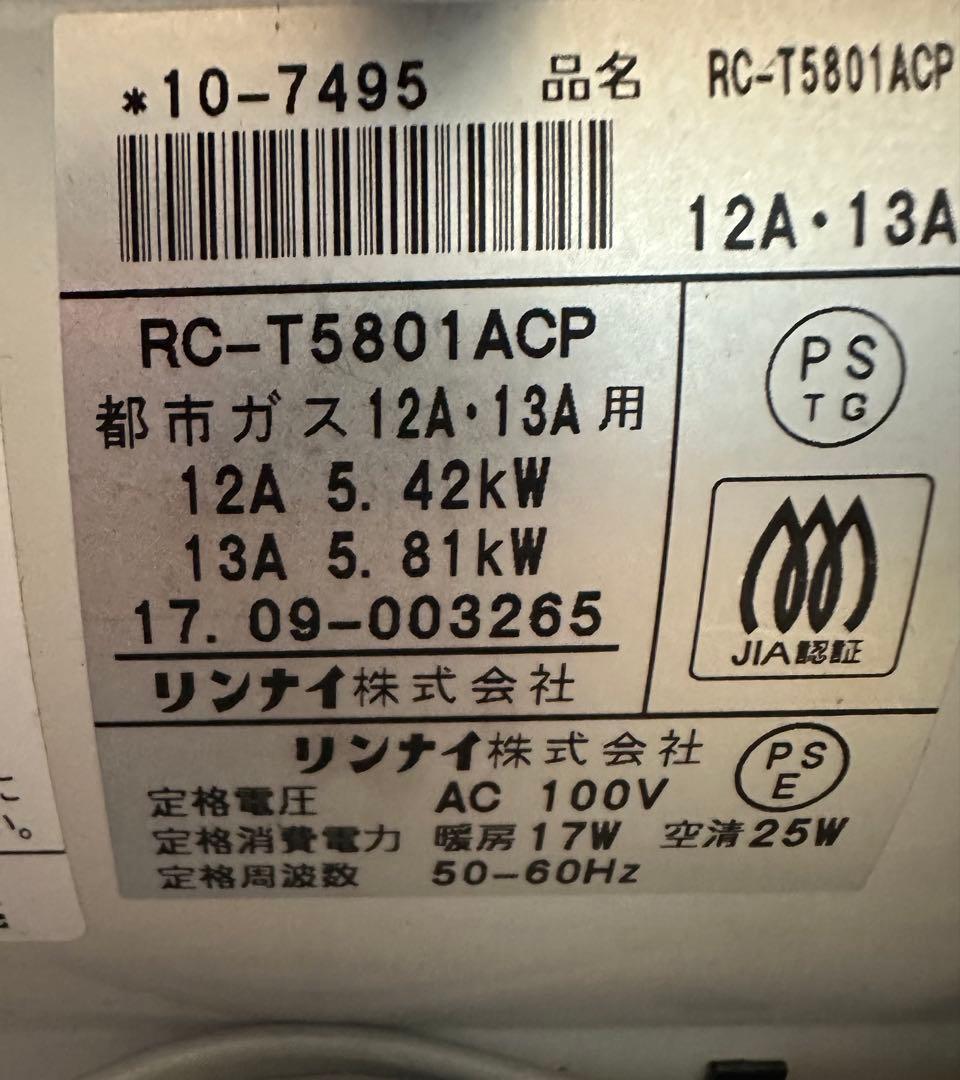 *10-7495 品名 RC-T5801ACP
12A・13A
RC-T5801ACP
都市ガス12A・13A用
12A 5.42kW
13A 5.81kW
17.09-003265
リンナイ株式会社
PS
TG
JIA認証
リンナイ株式会社
PS
E
定格電圧 AC 100V
定格消費電力 暖房17W 空清25W
定格周波数 50-60Hz
い。